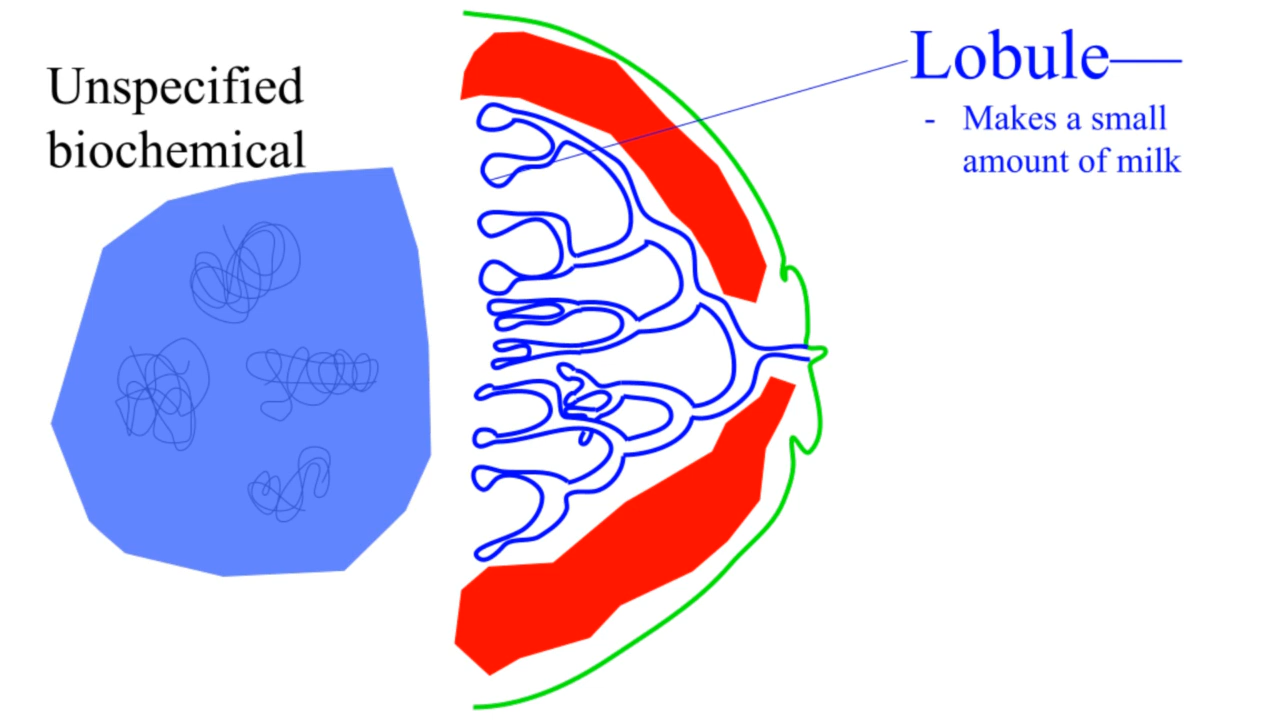 Unspecified
biochemical
Lobule—
- Makes a small
amount of milk